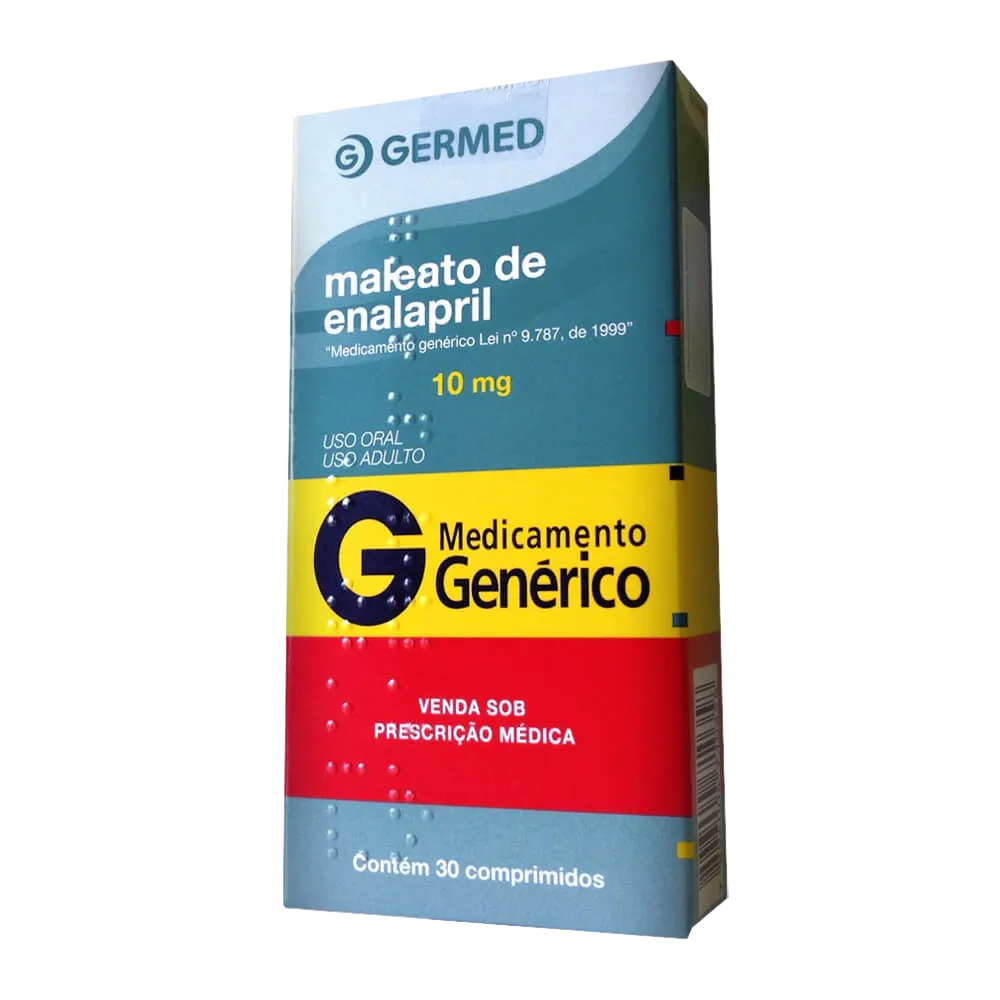 GERMED
maleato de
enalapril
“Medicamento genérico Lei nº 9.787, de 1999”
10 mg
USO ORAL
USO ADULTO
G Medicamento
Genérico
VENDA SOB
PRESCRIÇÃO MÉDICA
Contém 30 comprimidos